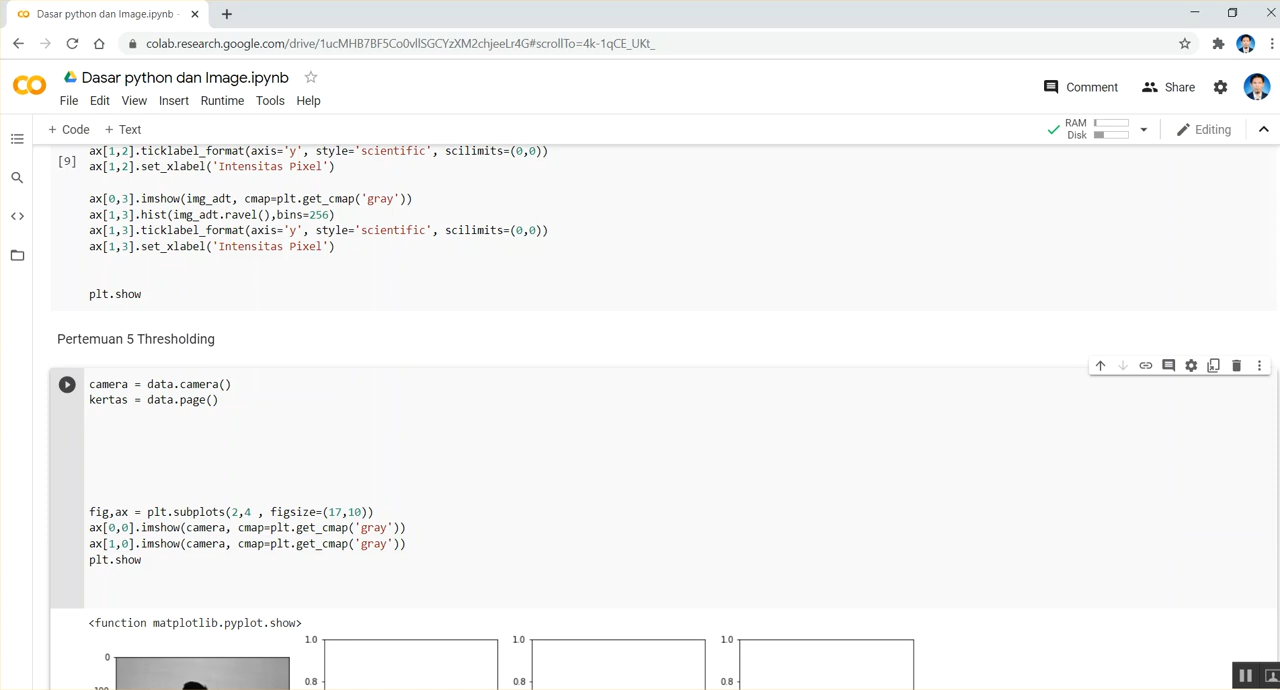 Dasar python dan Image.ipynb -
colab.research.google.com/drive/1ucMHB7BF5Co0vllSGCYzXM2chjeeLr4G#scrollTo=4k-1qCE_UKt_
CO
Dasar python dan Image.ipynb
Comment
Share
File Edit View Insert Runtime Tools Help
+ Code + Text
RAM
Disk
Editing
[9]
ax[1,2].ticklabel_format(axis='y', style='scientific', scilimits=(0,0))
ax[1,2].set_xlabel('Intensitas Pixel')
ax[0,3].imshow(img_adt, cmap=plt.get_cmap('gray'))
ax[1,3].hist(img_adt.ravel(),bins=256)
ax[1,3].ticklabel_format(axis='y', style='scientific', scilimits=(0,0))
ax[1,3].set_xlabel('Intensitas Pixel')
plt.show
Pertemuan 5 Thresholding
camera = data.camera()
kertas = data.page()
fig,ax = plt.subplots(2,4 , figsize=(17,10))
ax[0,0].imshow(camera, cmap=plt.get_cmap('gray'))
ax[1,0].imshow(camera, cmap=plt.get_cmap('gray'))
plt.show
<function matplotlib.pyplot.show>
1.0 1.0 1.0
0
0.8 0.8 0.8